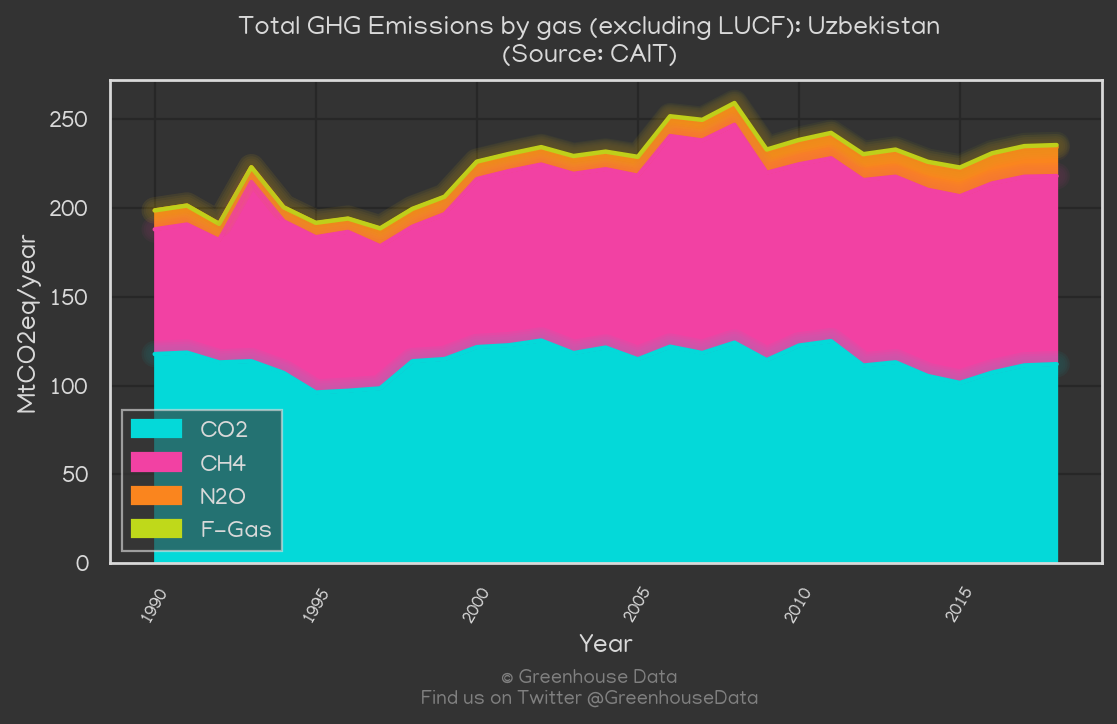 Total GHG Emissions by gas (excluding LUCF): Uzbekistan
(Source: CAIT)
MtCO2eq/year
250
200
150
100
50
0
CO2
CH4
N2O
F-Gas
1990
1995
2000
2005
2010
2015
Year
© Greenhouse Data
Find us on Twitter @GreenhouseData